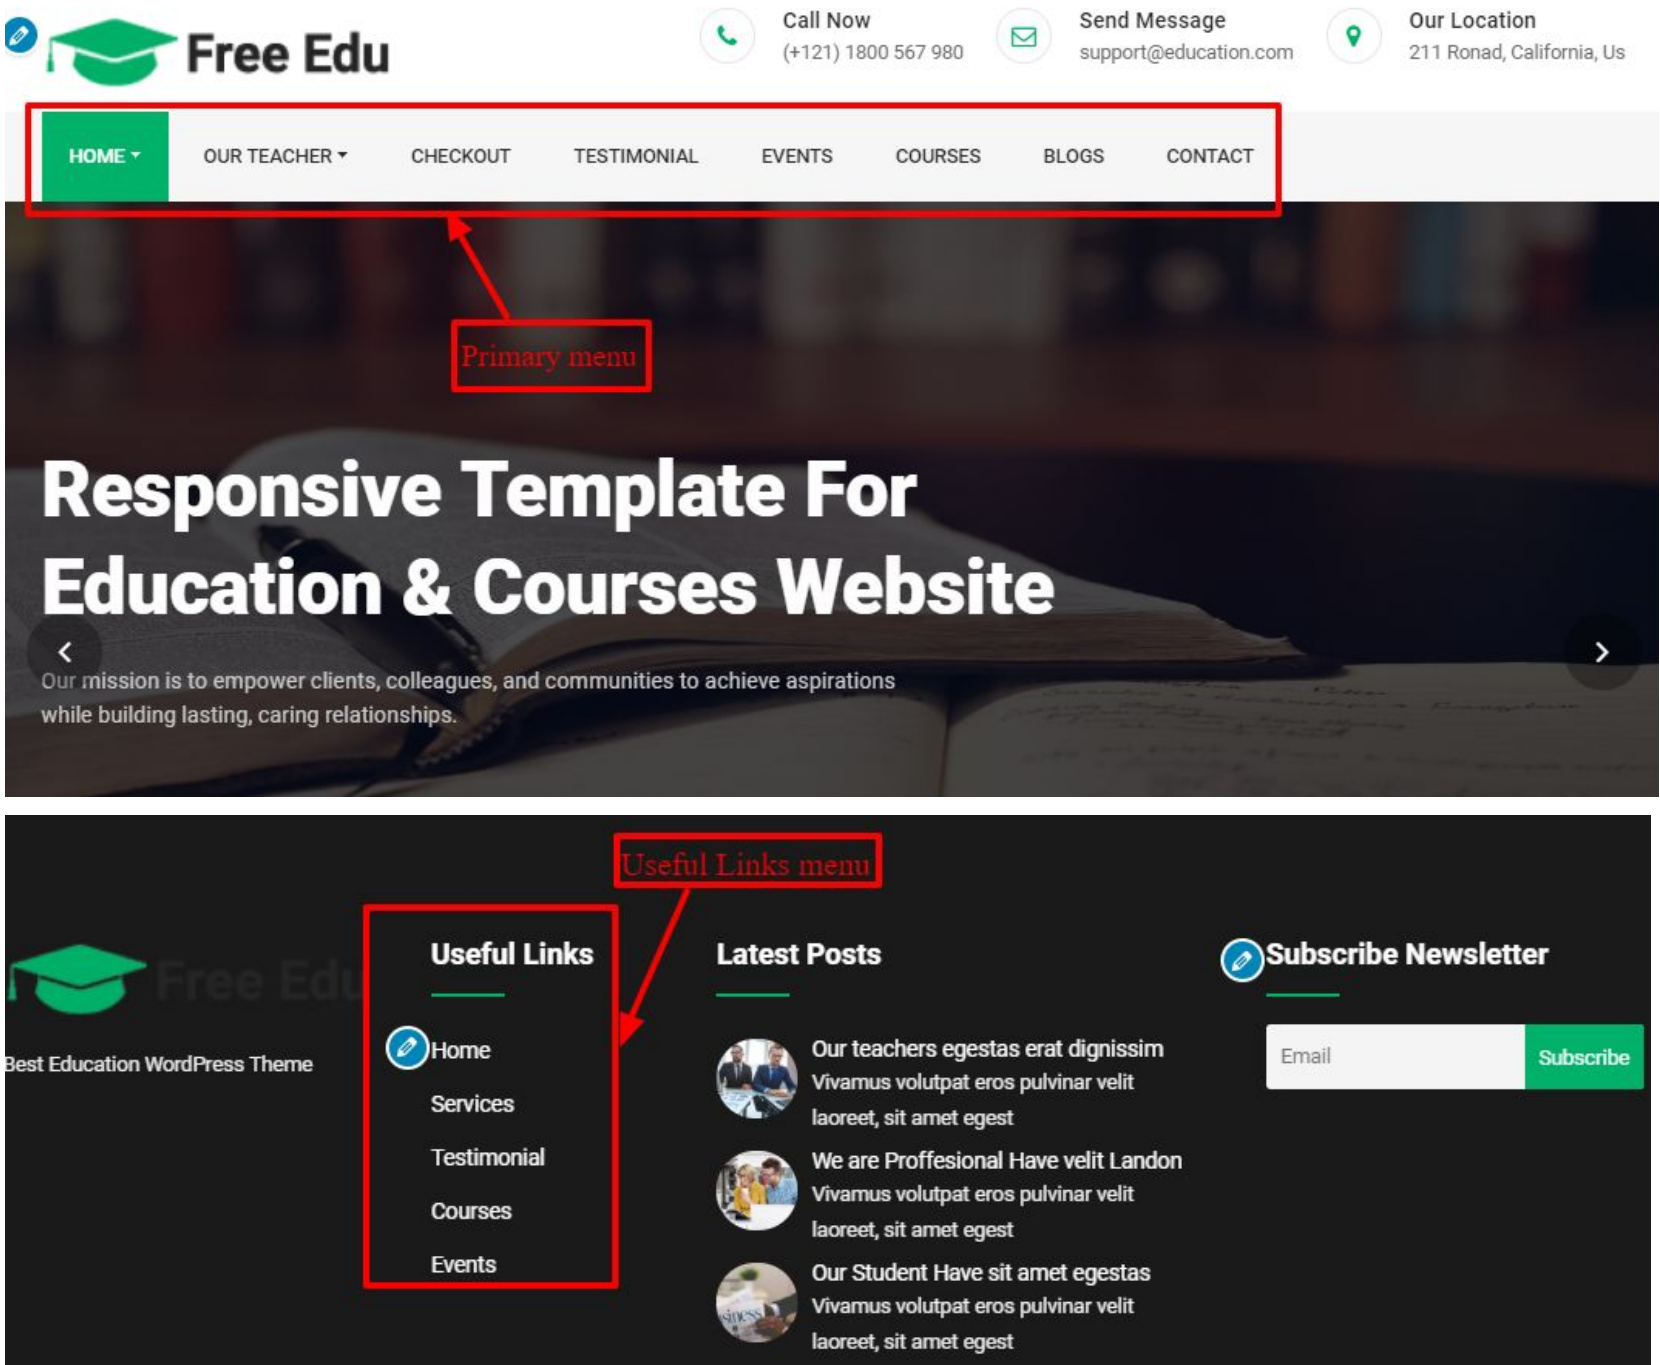 Free Edu
Call Now
(+121) 1800 567 980
Send Message
support@education.com
Our Location
211 Ronad, California, Us
HOME OUR TEACHER CHECKOUT TESTIMONIAL EVENTS COURSES BLOGS CONTACT
Primary menu
Responsive Template For
Education & Courses Website
Our mission is to empower clients, colleagues, and communities to achieve aspirations
while building lasting, caring relationships.
Useful Links menu
Free Edu
Best Education WordPress Theme
Useful Links
Home
Services
Testimonial
Courses
Events
Latest Posts
Our teachers egestas erat dignissim
Vivamus volutpat eros pulvinar velit
laoreet, sit amet egest
We are Proffesional Have velit Landon
Vivamus volutpat eros pulvinar velit
laoreet, sit amet egest
Our Student Have sit amet egestas
Vivamus volutpat eros pulvinar velit
laoreet, sit amet egest
Subscribe Newsletter
Email
Subscribe